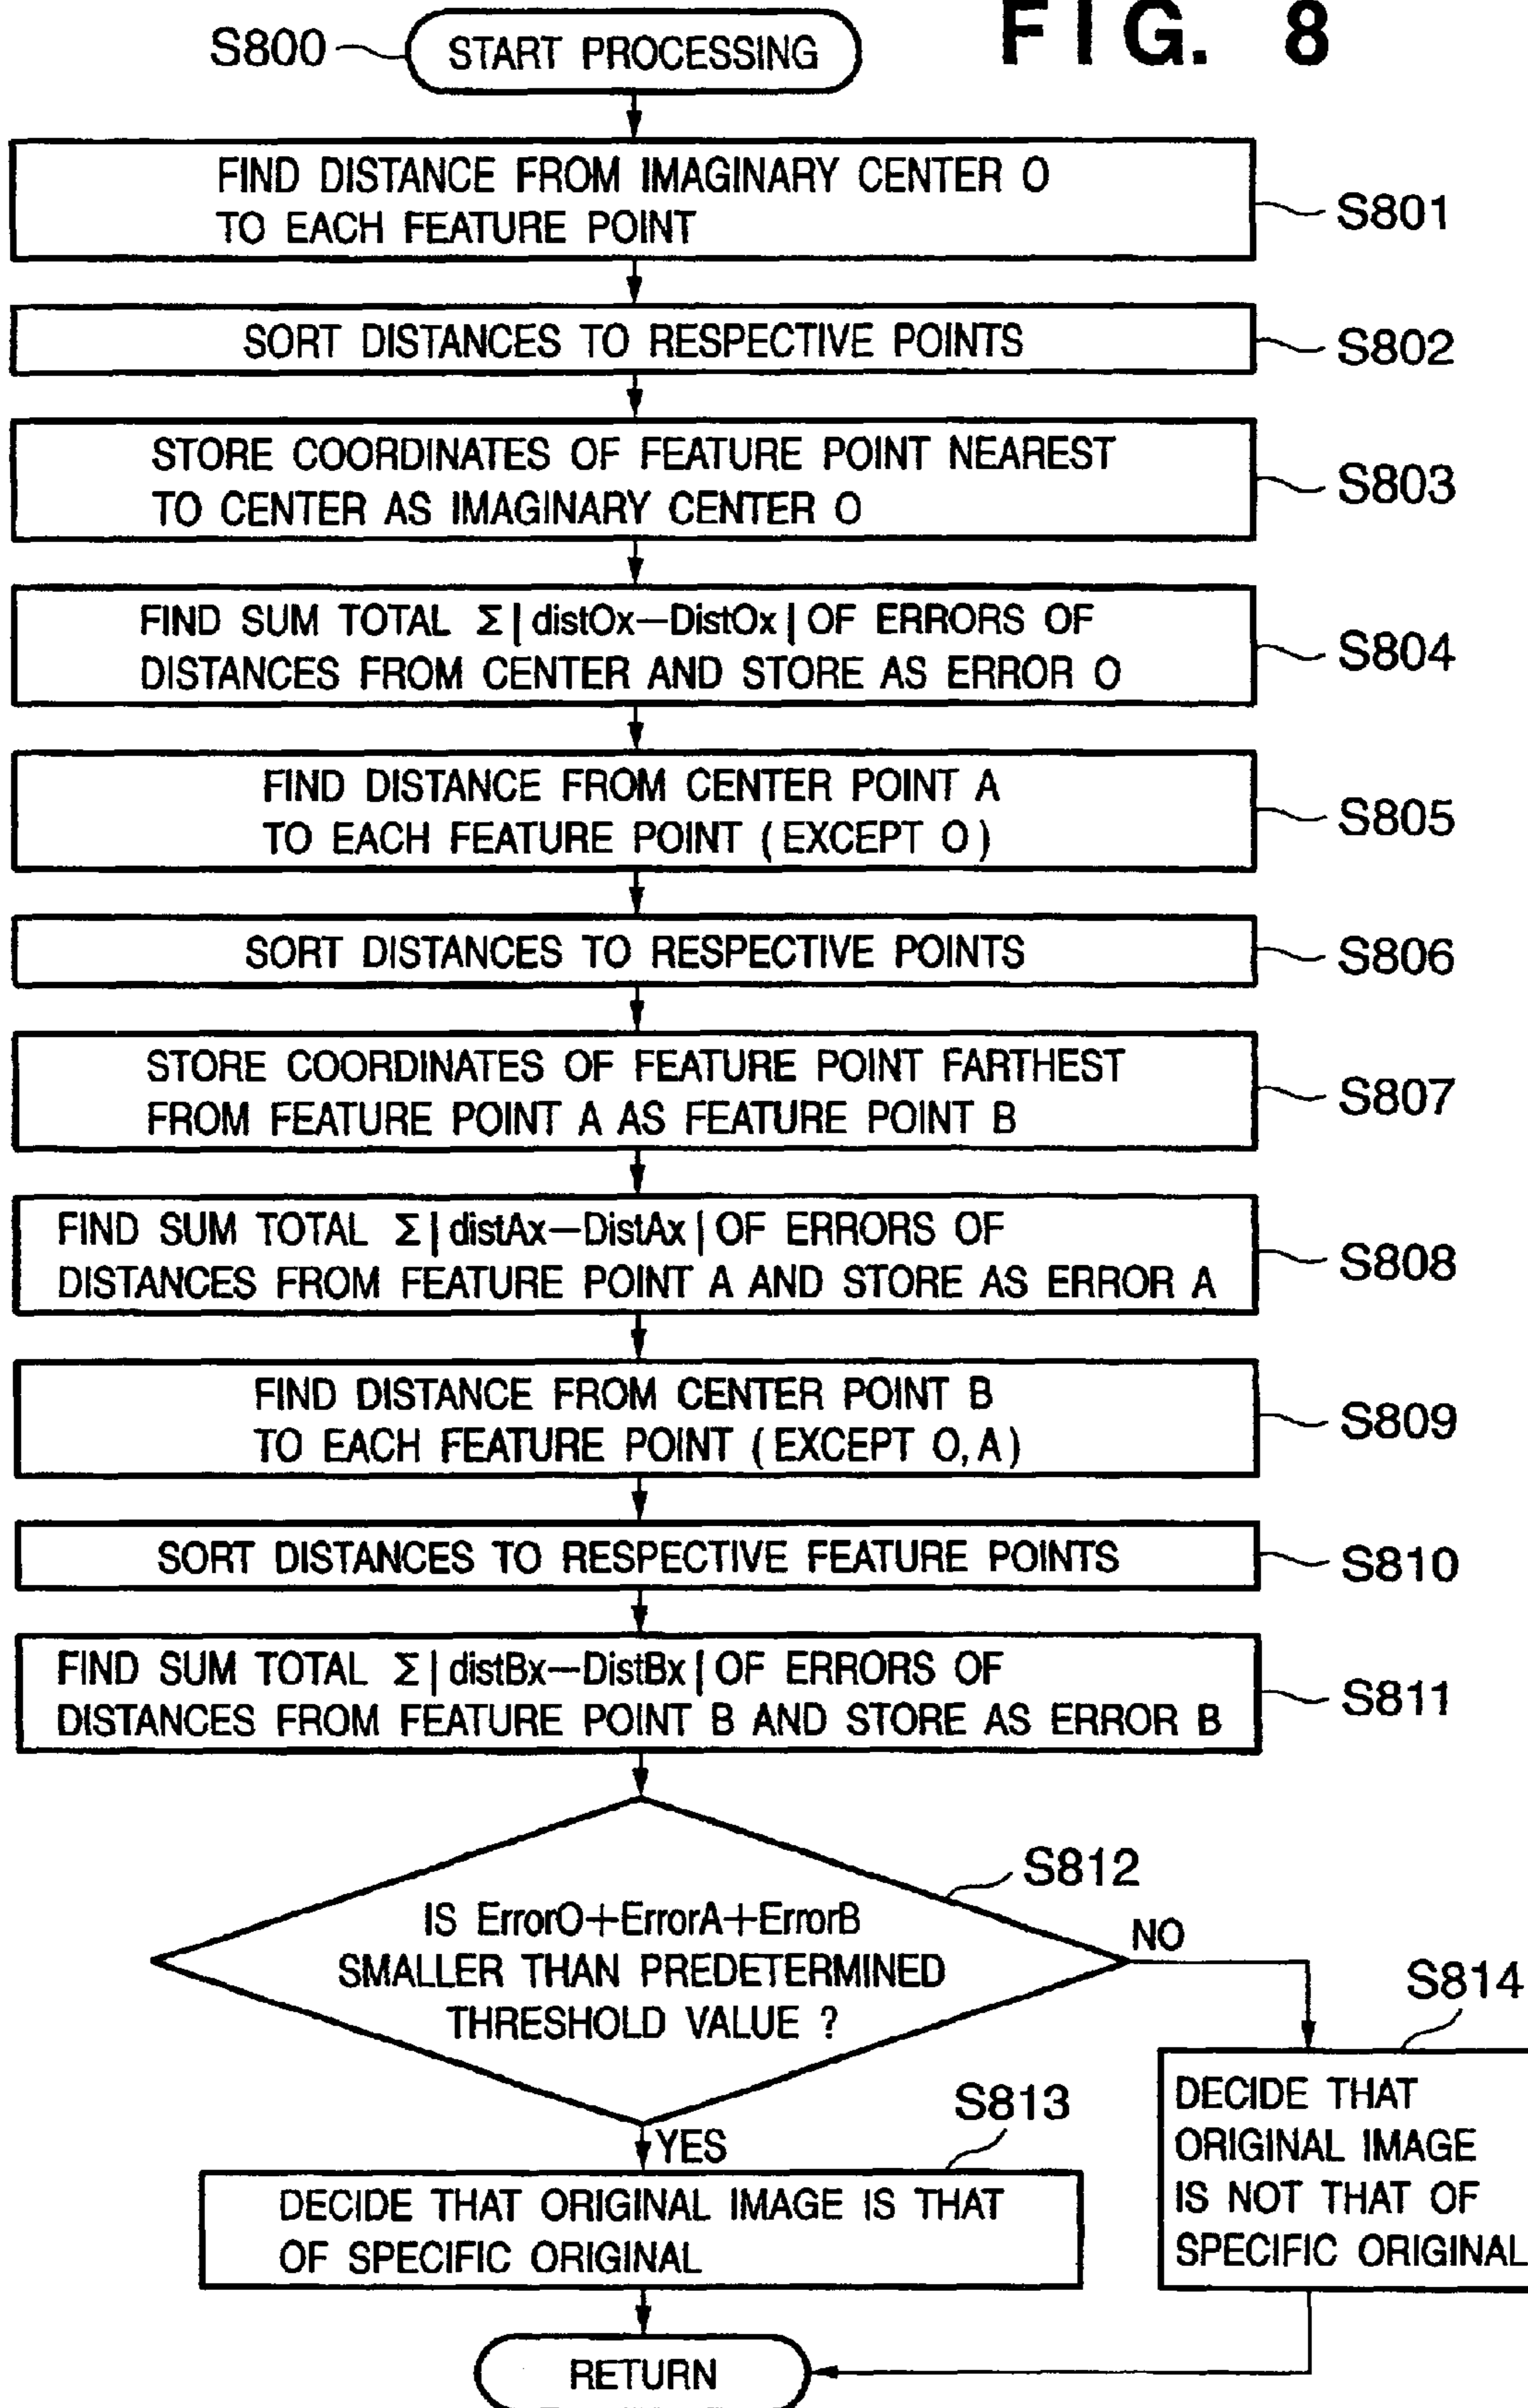 FIG. 8
S800
START PROCESSING
FIND DISTANCE FROM IMAGINARY CENTER O
TO EACH FEATURE POINT
S801
SORT DISTANCES TO RESPECTIVE POINTS
S802
STORE COORDINATES OF FEATURE POINT NEAREST
TO CENTER AS IMAGINARY CENTER O
S803
FIND SUM TOTAL Σ|distOx−DistOx| OF ERRORS OF
DISTANCES FROM CENTER AND STORE AS ERROR O
S804
FIND DISTANCE FROM CENTER POINT A
TO EACH FEATURE POINT (EXCEPT O)
S805
SORT DISTANCES TO RESPECTIVE POINTS
S806
STORE COORDINATES OF FEATURE POINT FARTHEST
FROM FEATURE POINT A AS FEATURE POINT B
S807
FIND SUM TOTAL Σ|distAx−DistAx| OF ERRORS OF
DISTANCES FROM FEATURE POINT A AND STORE AS ERROR A
S808
FIND DISTANCE FROM CENTER POINT B
TO EACH FEATURE POINT (EXCEPT O, A)
S809
SORT DISTANCES TO RESPECTIVE FEATURE POINTS
S810
FIND SUM TOTAL Σ|distBx−DistBx| OF ERRORS OF
DISTANCES FROM FEATURE POINT B AND STORE AS ERROR B
S811
S812
IS ErrorO+ErrorA+ErrorB
SMALLER THAN PREDETERMINED
THRESHOLD VALUE ?
NO
S814
DECIDE THAT
ORIGINAL IMAGE
IS NOT THAT OF
SPECIFIC ORIGINAL
YES
S813
DECIDE THAT ORIGINAL IMAGE IS THAT
OF SPECIFIC ORIGINAL
RETURN